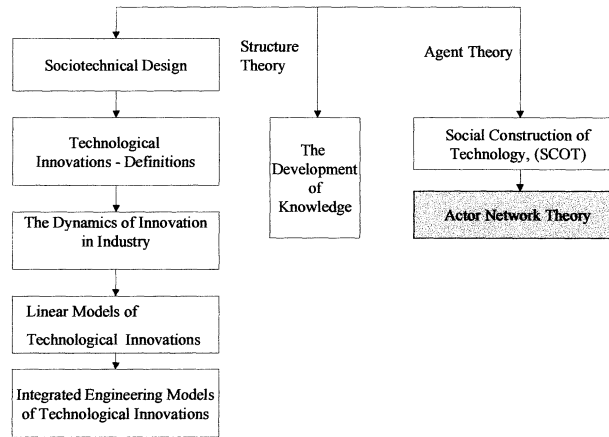 Sociotechnical Design
Technological
Innovations - Definitions
The Dynamics of Innovation
in Industry
Linear Models of
Technological Innovations
Integrated Engineering Models
of Technological Innovations
Structure
Theory
The
Development
of
Knowledge
Agent Theory
Social Construction of
Technology, (SCOT)
Actor Network Theory